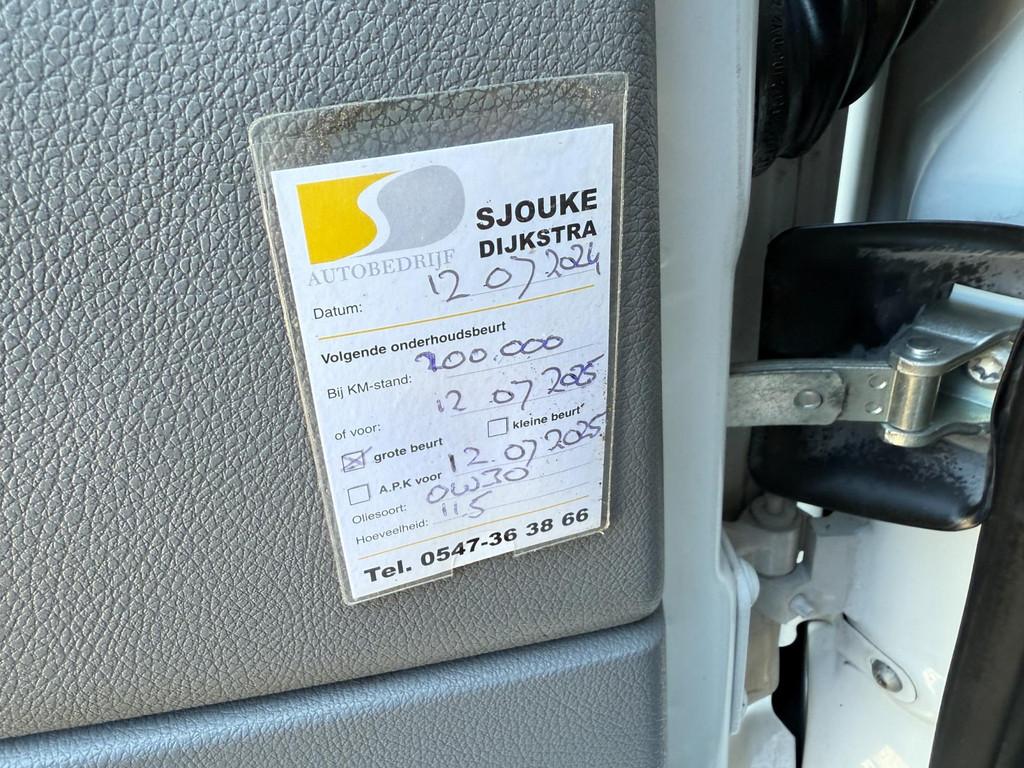 SJOUKE
DIJKSTRA
AUTOBEDRIJF
Datum: 12 07 2024
Volgende onderhoudsbeurt
Bij KM-stand: 200.000
of voor: 12 07 2025
grote beurt kleine beurt
A.P.K voor 12.07 2025
Oliesoort: 0W30
Hoeveelheid: 11.5
Tel. 0547-36 38 66